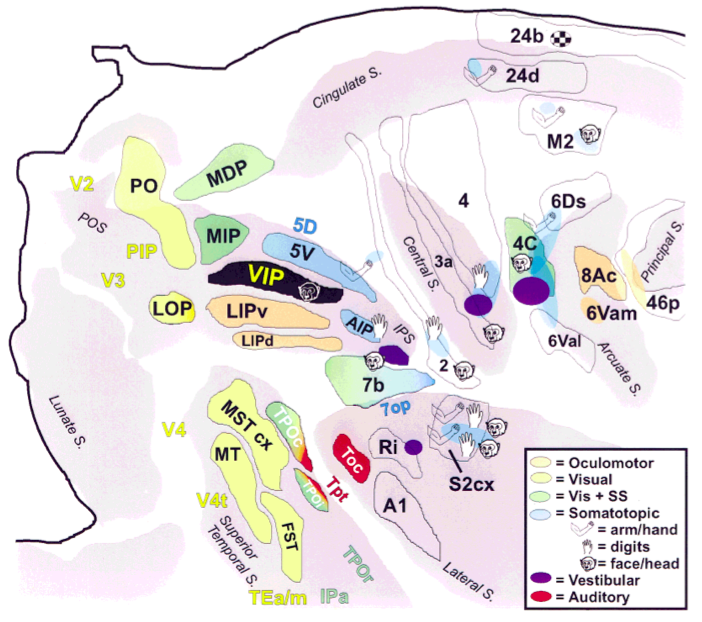 24b
24d
Cingulate S.
M2
PO
MDP
V2
POS
MIP
PIP
5D
5V
4
6Ds
4C
3a
Central S.
Principal S.
V3
VIP
8Ac
LOP
LIPv
AIP
IPS
6Vam
46p
LIPd
6Val
Arcuate S.
7b
2
7op
Lunate S.
MST cx
TPOc
V4
MT
Toc
Ri
S2cx
TPOi
Tpt
V4t
A1
FST
Superior
Temporal S.
TPOr
Lateral S.
TEa/m
IPa
= Oculomotor
= Visual
= Vis + SS
= Somatotopic
= arm/hand
= digits
= face/head
= Vestibular
= Auditory